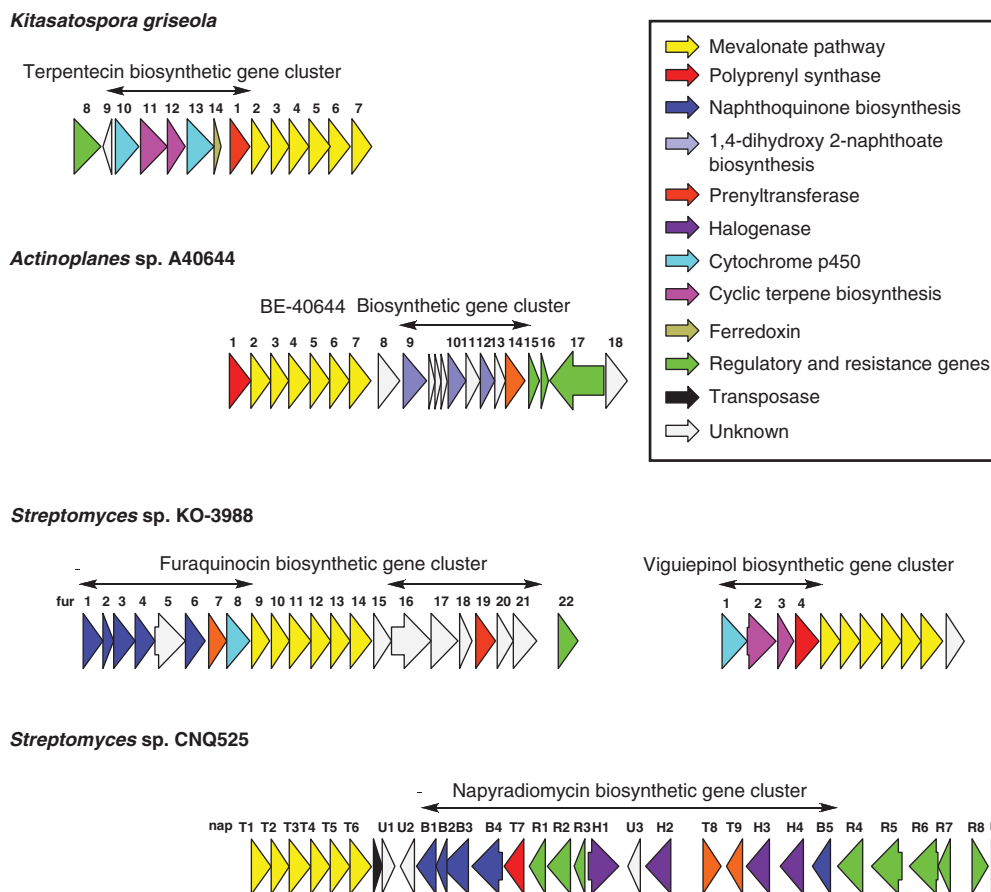 Kitasatospora griseola
Terpentecin biosynthetic gene cluster
8 9 10 11 12 13 14 1 2 3 4 5 6 7
Mevalonate pathway
Polyprenyl synthase
Naphthoquinone biosynthesis
1,4-dihydroxy 2-naphthoate
biosynthesis
Prenyltransferase
Halogenase
Cytochrome p450
Cyclic terpene biosynthesis
Ferredoxin
Regulatory and resistance genes
Transposase
Unknown
Actinoplanes sp. A40644
BE-40644 Biosynthetic gene cluster
1 2 3 4 5 6 7 8 9 10 11 12 13 14 15 16 17 18
Streptomyces sp. KO-3988
Furaquinocin biosynthetic gene cluster
fur 1 2 3 4 5 6 7 8 9 10 11 12 13 14 15 16 17 18 19 20 21 22
Viguiepinol biosynthetic gene cluster
1 2 3 4
Streptomyces sp. CNQ525
Napyradiomycin biosynthetic gene cluster
nap T1 T2 T3 T4 T5 T6 U1 U2 B1 B2 B3 B4 T7 R1 R2 R3 H1 U3 H2 T8 T9 H3 H4 B5 R4 R5 R6 R7 R8